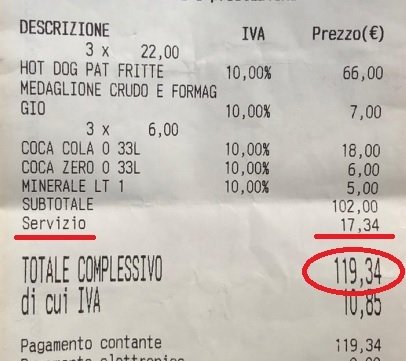 DESCRIZIONE IVA Prezzo(€)
3 x 22,00
HOT DOG PAT FRITTE 10,00% 66,00
MEDAGLIONE CRUDO E FORMAG
GIO 10,00% 7,00
3 x 6,00
COCA COLA 0 33L 10,00% 18,00
COCA ZERO 0 33L 10,00% 6,00
MINERALE LT 1 10,00% 5,00
SUBTOTALE 102,00
Servizio 17,34
TOTALE COMPLESSIVO 119,34
di cui IVA 10,85
Pagamento contante 119,34